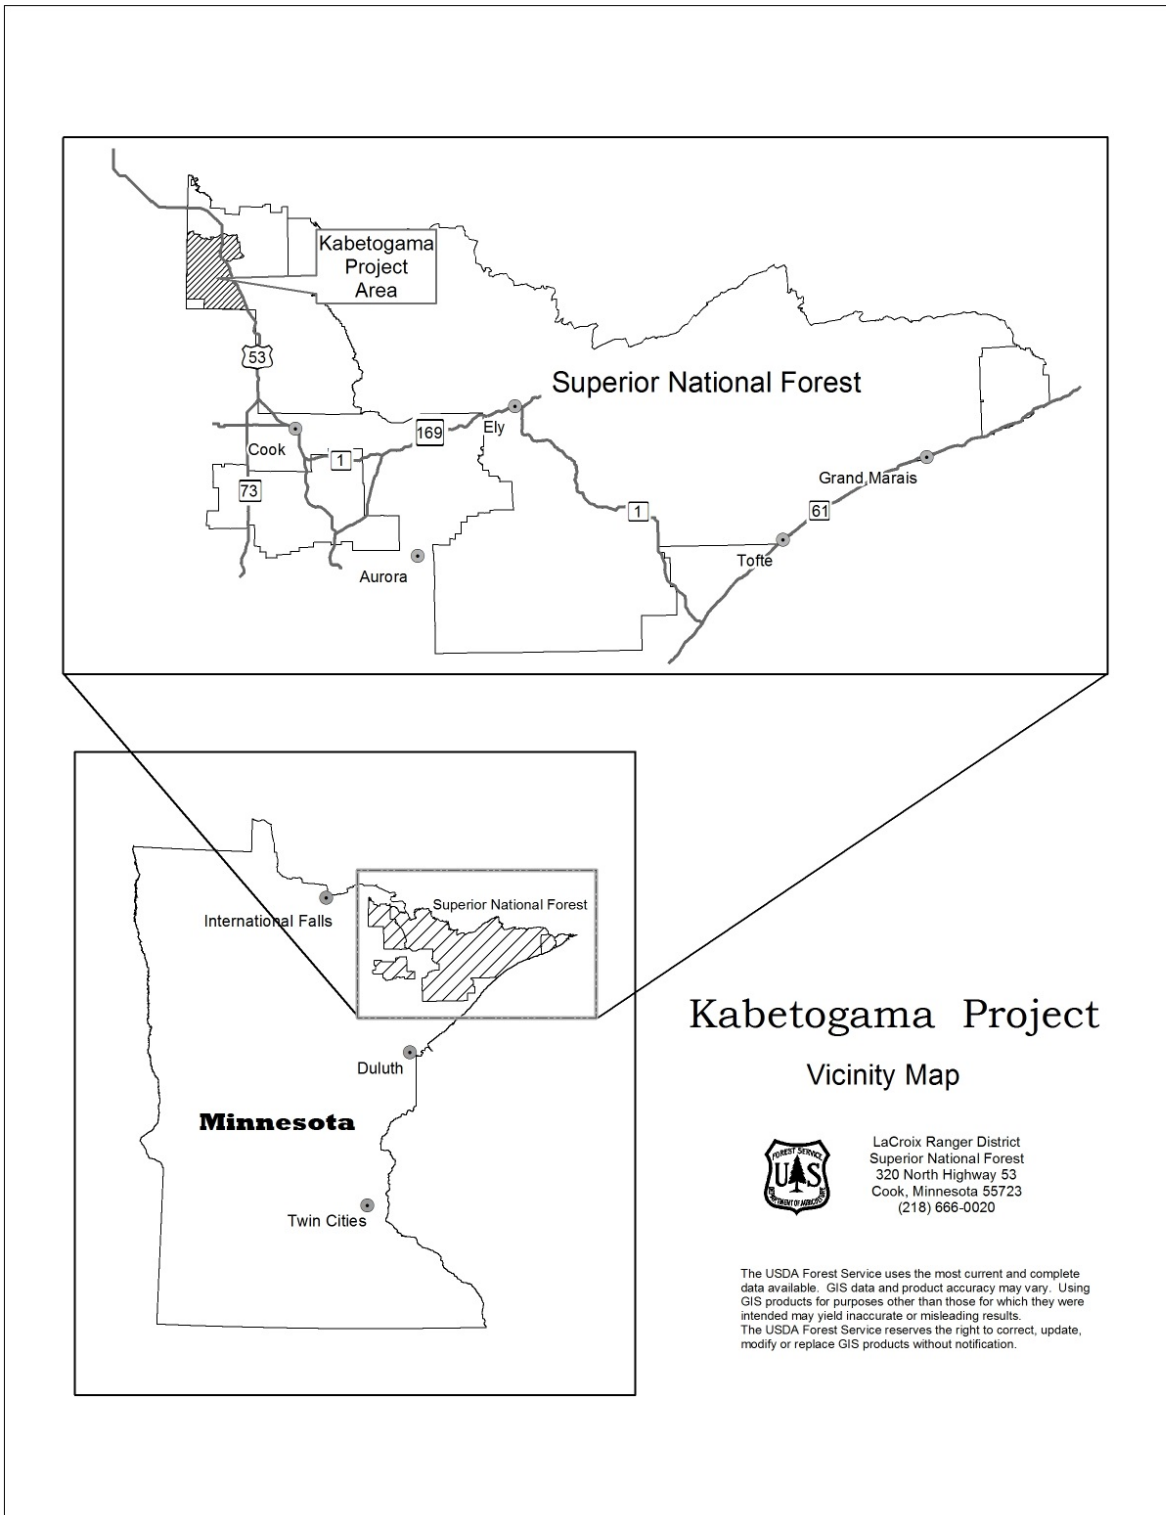 Kabetogama
Project
Area
53
Superior National Forest
Ely
169
Cook
1
73
Grand Marais
61
1
Tofte
Aurora
Superior National Forest
International Falls
Duluth
Minnesota
Twin Cities
Kabetogama Project
Vicinity Map
FOREST SERVICE
U S
DEPARTMENT OF AGRICULTURE
LaCroix Ranger District
Superior National Forest
320 North Highway 53
Cook, Minnesota 55723
(218) 666-0020
The USDA Forest Service uses the most current and complete
data available. GIS data and product accuracy may vary. Using
GIS products for purposes other than those for which they were
intended may yield inaccurate or misleading results.
The USDA Forest Service reserves the right to correct, update,
modify or replace GIS products without notification.